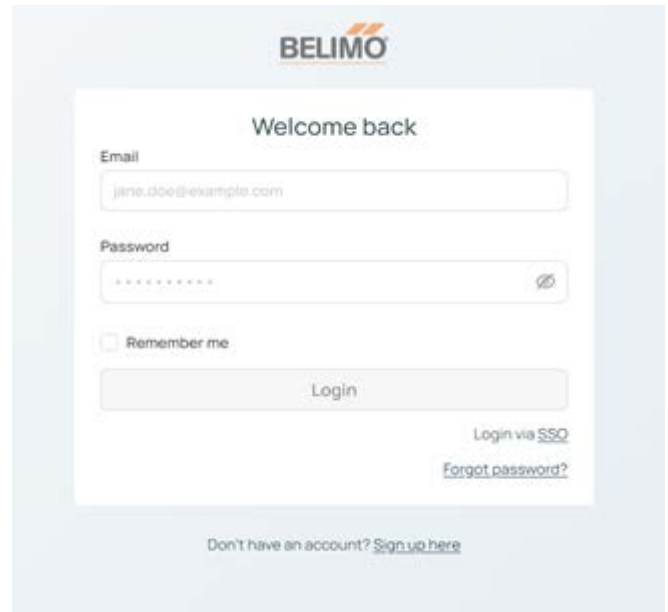 BELIMO
Welcome back
Email
jane.doe@example.com
Password
Remember me
Login
Login via SSO
Forgot password?
Don't have an account? Sign up here